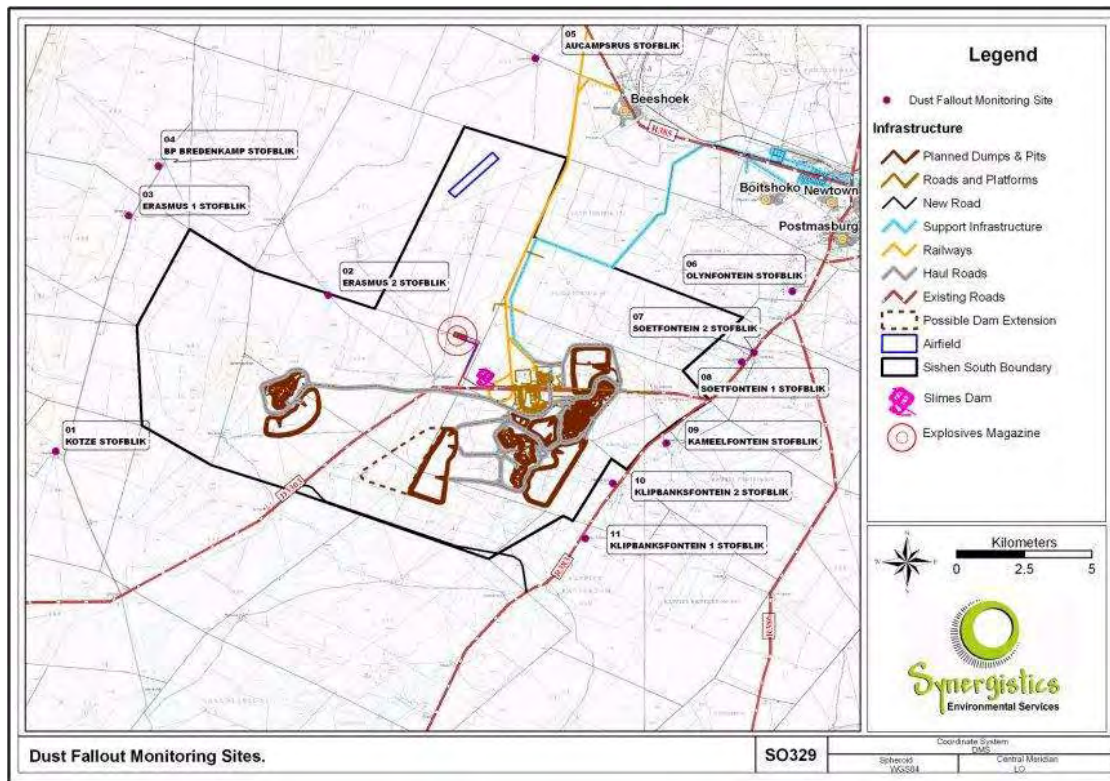 05
AUCAMPSRUS STOFBLIK
Beeshoek
R385
04
BP BREDENKAMP STOFBLIK
03
ERASMUS 1 STOFBLIK
Boitshoko
Newtown
Postmasburg
02
ERASMUS 2 STOFBLIK
06
OLYNFONTEIN STOFBLIK
07
SOETFONTEIN 2 STOFBLIK
08
SOETFONTEIN 1 STOFBLIK
01
KOTZE STOFBLIK
09
KAMEELFONTEIN STOFBLIK
10
KLIPBANKSFONTEIN 2 STOFBLIK
11
KLIPBANKSFONTEIN 1 STOFBLIK
Legend
Dust Fallout Monitoring Site
Infrastructure
Planned Dumps & Pits
Roads and Platforms
New Road
Support Infrastructure
Railways
Haul Roads
Existing Roads
Possible Dam Extension
Airfield
Sishen South Boundary
Slimes Dam
Explosives Magazine
N
W
E
S
Kilometers
0 2.5 5
Synergistics
Environmental Services
Dust Fallout Monitoring Sites.
SO329
Coordinate System
DMS
Spheroid
WGS84
Central Meridian
LO